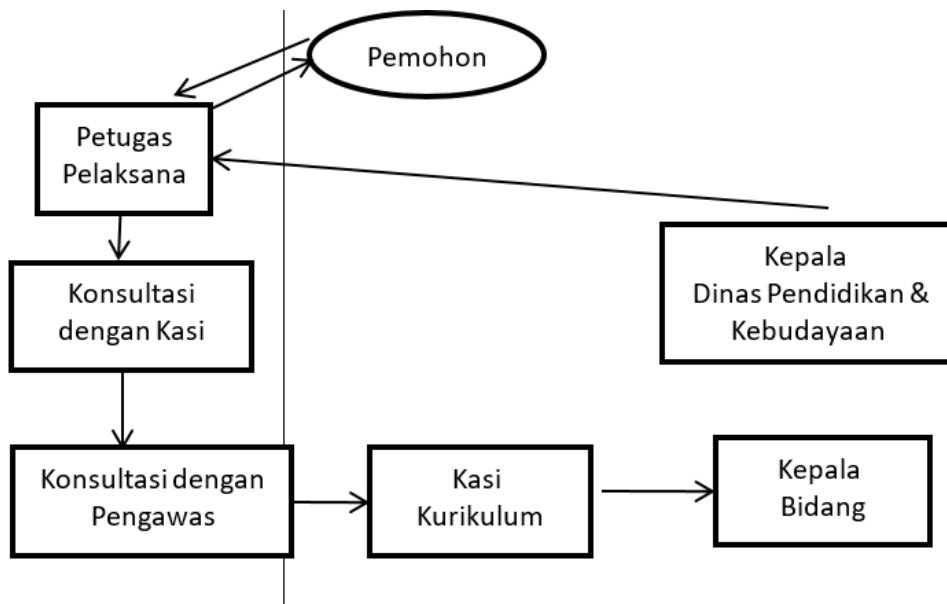 Pemohon
Petugas
Pelaksana
Konsultasi
dengan Kasi
Kepala
Dinas Pendidikan &
Kebudayaan
Konsultasi dengan
Pengawas
Kasi
Kurikulum
Kepala
Bidang